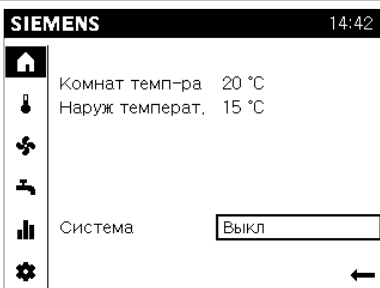 SIEMENS 14:42
Комнат темп-ра 20 °C
Наруж температ. 15 °C
Система Выкл